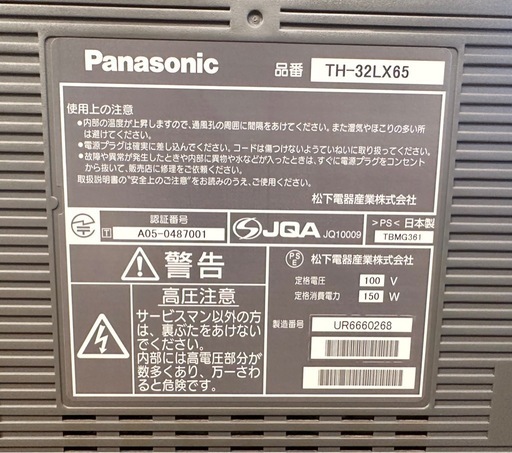 Panasonic 品番 TH-32LX65
使用上の注意
●内部の温度が上昇しますので、通風孔の周囲に間隔をあけてください。また湿気やほこりの多い所
は避けてください。
●電源プラグは確実に差し込んでください。コードは傷つけないようていねいに取り扱ってください。
●故障や異常が発生したときや内部に異物や水などが入ったときは、すぐに電源プラグをコンセント
から抜いて、販売店に修理をご依頼ください。
取扱説明書の"安全上のご注意"をお読みのうえ、ご使用ください。
松下電器産業株式会社
認証番号
T A05-0487001
JQA JQ10009
>PS< 日本製
TBMG361
警告
高圧注意
サービスマン以外の方
は、裏ぶたをあけない
でください。
内部には高電圧部分が
数多くあり、万一さわ
ると危険です。
PSE 松下電器産業株式会社
定格電圧 100 V
定格消費電力 150 W
製造番号 UR6660268